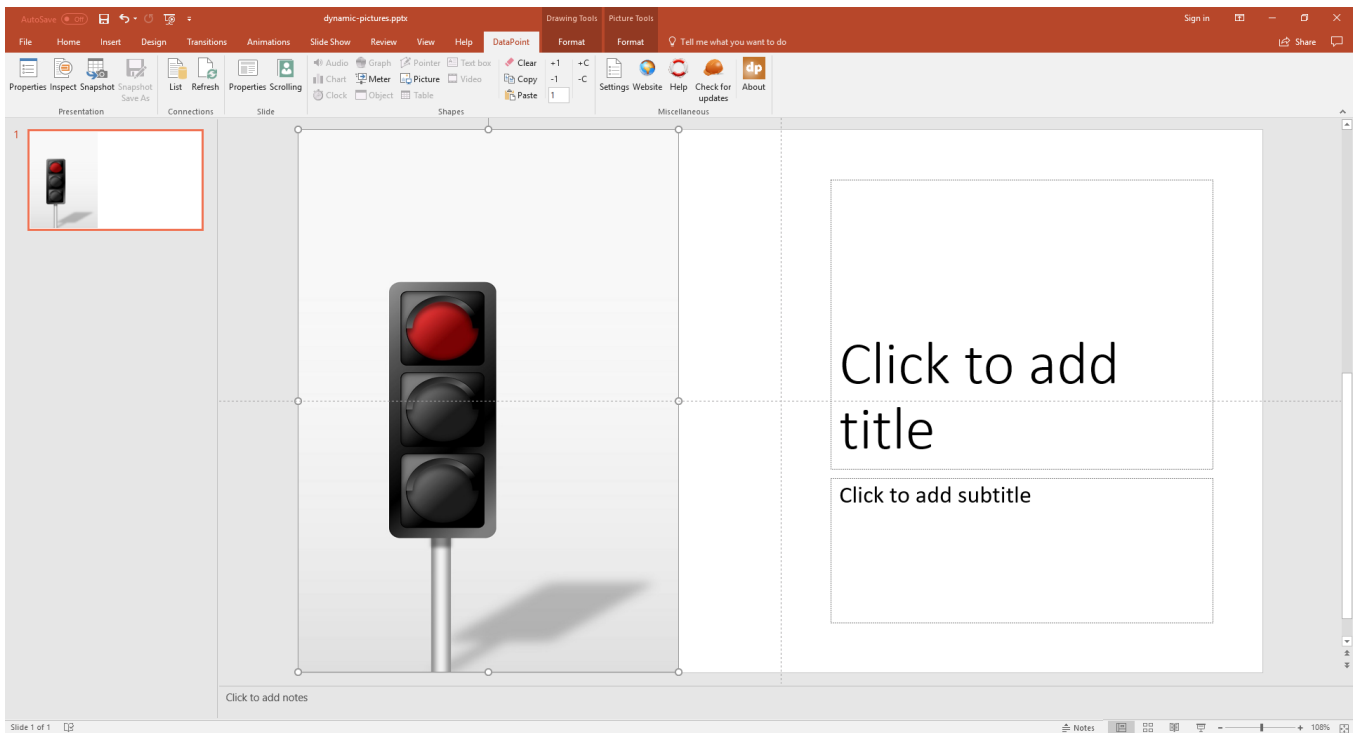 AutoSave Off dynamic-pictures.pptx Drawing Tools Picture Tools Sign in
File Home Insert Design Transitions Animations Slide Show Review View Help DataPoint Format Format Tell me what you want to do Share
Audio Graph Pointer Text box Clear +1 +C
Chart Meter Picture Video Copy -1 -C
Clock Object Table Paste 1
Properties Inspect Snapshot Snapshot Save As List Refresh Properties Scrolling Settings Website Help Check for updates dp About
Presentation Connections Slide Shapes Miscellaneous
1
Click to add
title
Click to add subtitle
Click to add notes
Slide 1 of 1 Notes - + 108%